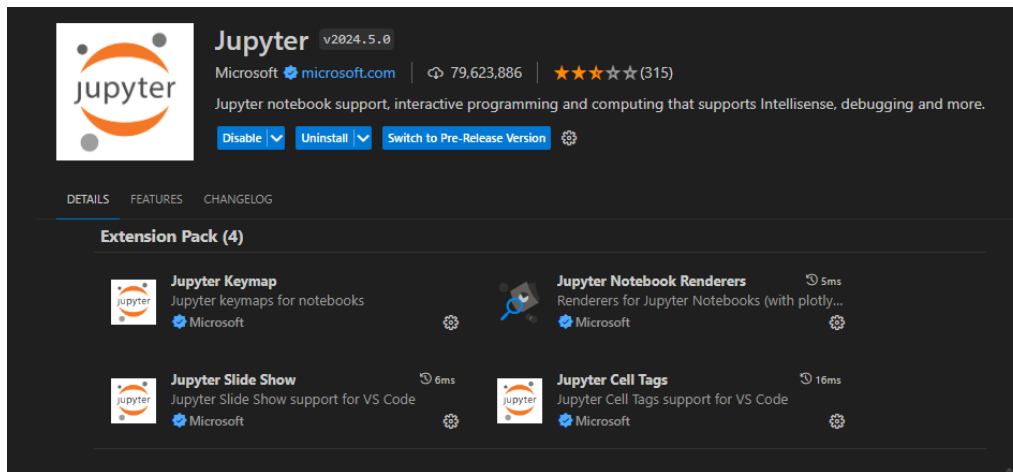 jupyter
Jupyter v2024.5.0
Microsoft microsoft.com 79,623,886 (315)
Jupyter notebook support, interactive programming and computing that supports Intellisense, debugging and more.
Disable Uninstall Switch to Pre-Release Version
DETAILS FEATURES CHANGELOG
Extension Pack (4)
jupyter
Jupyter Keymap
Jupyter keymaps for notebooks
Microsoft
Jupyter Notebook Renderers 5ms
Renderers for Jupyter Notebooks (with plotly...
Microsoft
jupyter
Jupyter Slide Show 6ms
Jupyter Slide Show support for VS Code
Microsoft
jupyter
Jupyter Cell Tags 16ms
Jupyter Cell Tags support for VS Code
Microsoft